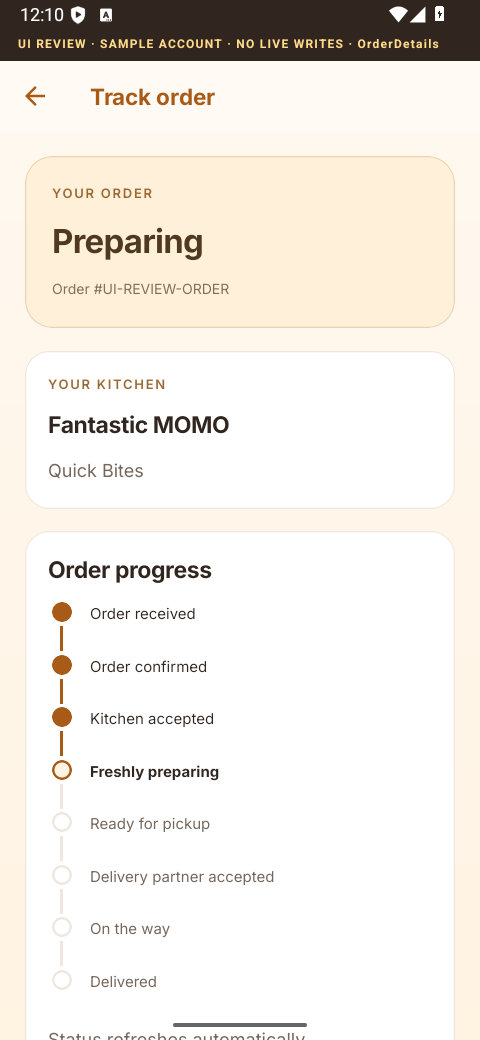 12:10
UI REVIEW · SAMPLE ACCOUNT · NO LIVE WRITES · OrderDetails
Track order
YOUR ORDER
Preparing
Order #UI-REVIEW-ORDER
YOUR KITCHEN
Fantastic MOMO
Quick Bites
Order progress
Order received
Order confirmed
Kitchen accepted
Freshly preparing
Ready for pickup
Delivery partner accepted
On the way
Delivered
Status refreshes automatically